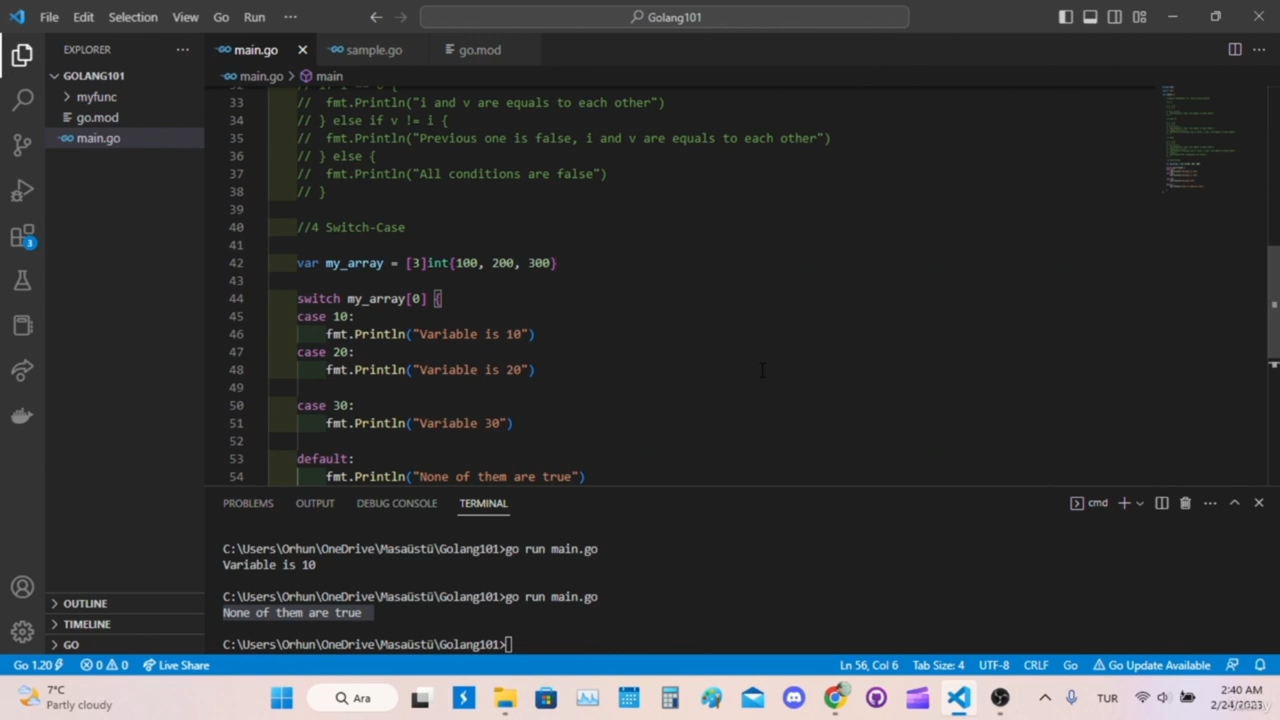 File Edit Selection View Go Run ··· Golang101
EXPLORER
GOLANG101
myfunc
go.mod
main.go
OUTLINE
TIMELINE
GO
main.go sample.go go.mod
main.go > main
33 // fmt.Println("i and v are equals to each other")
34 // } else if v != i {
35 // fmt.Println("Previous one is false, i and v are equals to each other")
36 // } else {
37 // fmt.Println("All conditions are false")
38 // }
39
40 //4 Switch-Case
41
42 var my_array = [3]int{100, 200, 300}
43
44 switch my_array[0] {
45 case 10:
46 fmt.Println("Variable is 10")
47 case 20:
48 fmt.Println("Variable is 20")
49
50 case 30:
51 fmt.Println("Variable 30")
52
53 default:
54 fmt.Println("None of them are true")
PROBLEMS OUTPUT DEBUG CONSOLE TERMINAL cmd
C:\Users\Orhun\OneDrive\Masaüstü\Golang101>go run main.go
Variable is 10
C:\Users\Orhun\OneDrive\Masaüstü\Golang101>go run main.go
None of them are true
C:\Users\Orhun\OneDrive\Masaüstü\Golang101>
Go 1.20 0 0 Live Share Ln 56, Col 6 Tab Size: 4 UTF-8 CRLF Go Go Update Available
7°C
Partly cloudy
Ara
TUR
2:40 AM
2/24/2023